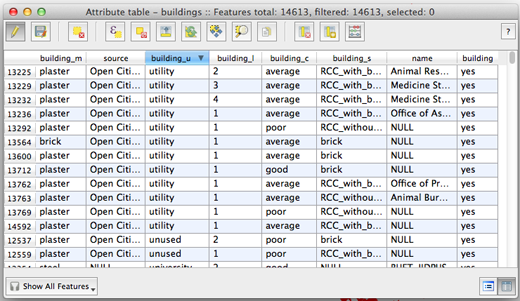 Attribute table - buildings :: Features total: 14613, filtered: 14613, selected: 0
building_m source building_u building_l building_c building_s name building
13225 plaster Open Citi... utility 2 average RCC_with_b... Animal Res... yes
13229 plaster Open Citi... utility 3 average RCC_with_b... Medicine St... yes
13232 plaster Open Citi... utility 4 average RCC_with_b... Medicine St... yes
13236 plaster Open Citi... utility 1 average RCC_with_b... Office of As... yes
13292 plaster Open Citi... utility 1 poor RCC_withou... NULL yes
13564 brick Open Citi... utility 1 average brick NULL yes
13600 plaster Open Citi... utility 1 average brick NULL yes
13712 plaster Open Citi... utility 1 good brick NULL yes
13762 plaster Open Citi... utility 1 average RCC_with_b... Office of Pr... yes
13763 plaster Open Citi... utility 1 average RCC_withou... Animal Bur... yes
13769 plaster Open Citi... utility 1 poor RCC_withou... NULL yes
14592 plaster Open Citi... utility 1 average RCC_with_b... NULL yes
12537 plaster Open Citi... unused 2 poor brick NULL yes
12559 plaster Open Citi... unused 1 poor RCC_with_b... NULL yes
steel NULL university 2 good NULL yes
Show All Features